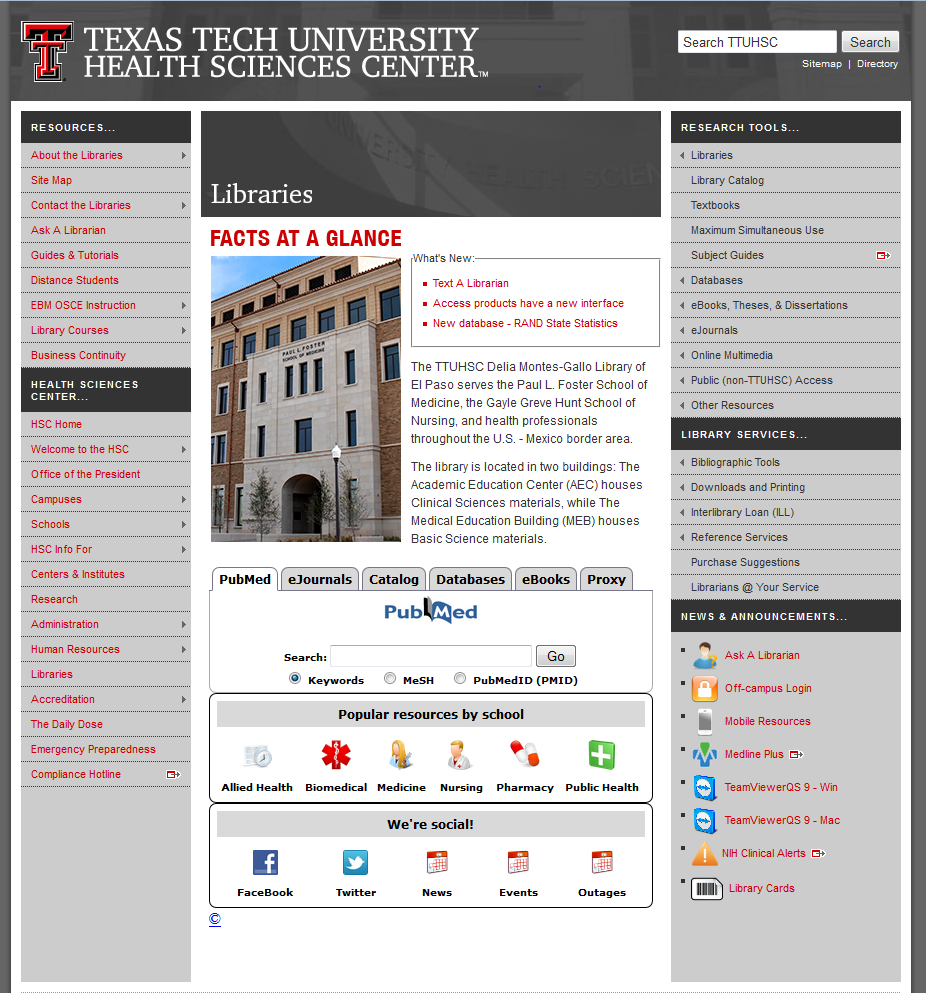 TEXAS TECH UNIVERSITY
HEALTH SCIENCES CENTER™
Search TTUHSC
Search
Sitemap | Directory
RESOURCES...
About the Libraries
Site Map
Contact the Libraries
Ask A Librarian
Guides & Tutorials
Distance Students
EBM OSCE Instruction
Library Courses
Business Continuity
HEALTH SCIENCES
CENTER...
HSC Home
Welcome to the HSC
Office of the President
Campuses
Schools
HSC Info For
Centers & Institutes
Research
Administration
Human Resources
Libraries
Accreditation
The Daily Dose
Emergency Preparedness
Compliance Hotline
Libraries
FACTS AT A GLANCE
PAUL L. FOSTER
SCHOOL OF MEDICINE
What's New:
Text A Librarian
Access products have a new interface
New database - RAND State Statistics
The TTUHSC Delia Montes-Gallo Library of
El Paso serves the Paul L. Foster School of
Medicine, the Gayle Greve Hunt School of
Nursing, and health professionals
throughout the U.S. - Mexico border area.
The library is located in two buildings: The
Academic Education Center (AEC) houses
Clinical Sciences materials, while The
Medical Education Building (MEB) houses
Basic Science materials.
PubMed eJournals Catalog Databases eBooks Proxy
PubMed
Search: Go
Keywords MeSH PubMedID (PMID)
Popular resources by school
Allied Health Biomedical Medicine Nursing Pharmacy Public Health
We're social!
FaceBook Twitter News Events Outages
©
RESEARCH TOOLS...
Libraries
Library Catalog
Textbooks
Maximum Simultaneous Use
Subject Guides
Databases
eBooks, Theses, & Dissertations
eJournals
Online Multimedia
Public (non-TTUHSC) Access
Other Resources
LIBRARY SERVICES...
Bibliographic Tools
Downloads and Printing
Interlibrary Loan (ILL)
Reference Services
Purchase Suggestions
Librarians @ Your Service
NEWS & ANNOUNCEMENTS...
Ask A Librarian
Off-campus Login
Mobile Resources
Medline Plus
TeamViewerQS 9 - Win
TeamViewerQS 9 - Mac
NIH Clinical Alerts
Library Cards